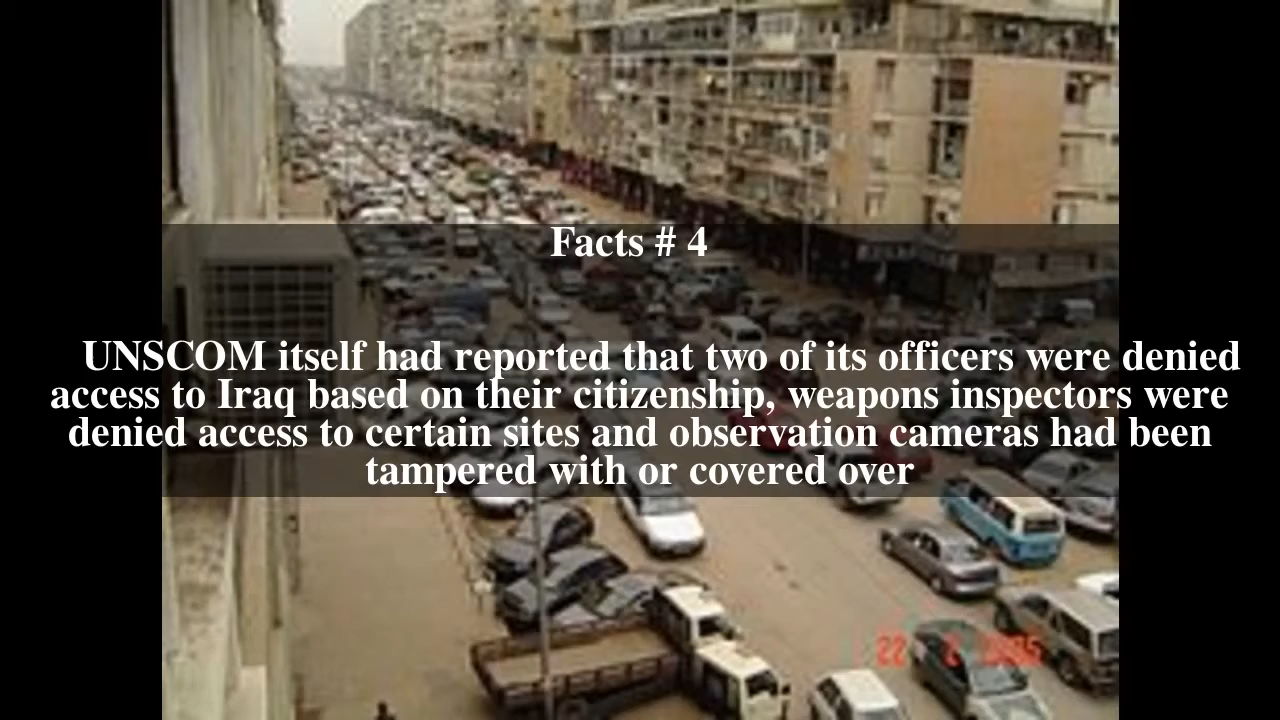 Facts # 4
UNSCOM itself had reported that two of its officers were denied
access to Iraq based on their citizenship, weapons inspectors were
denied access to certain sites and observation cameras had been
tampered with or covered over